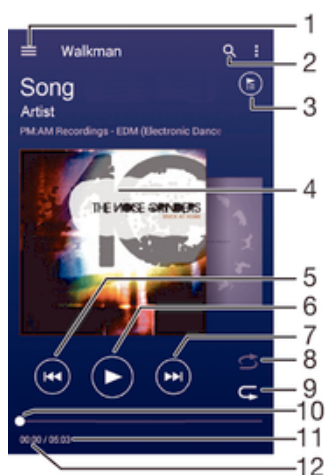 1
Walkman
2
Song
Artist
3
PM:AM Recordings - EDM (Electronic Dance
4
THE NOISE GRINDERS
5
6
7
8
9
10
00:00 / 05:03
11
12